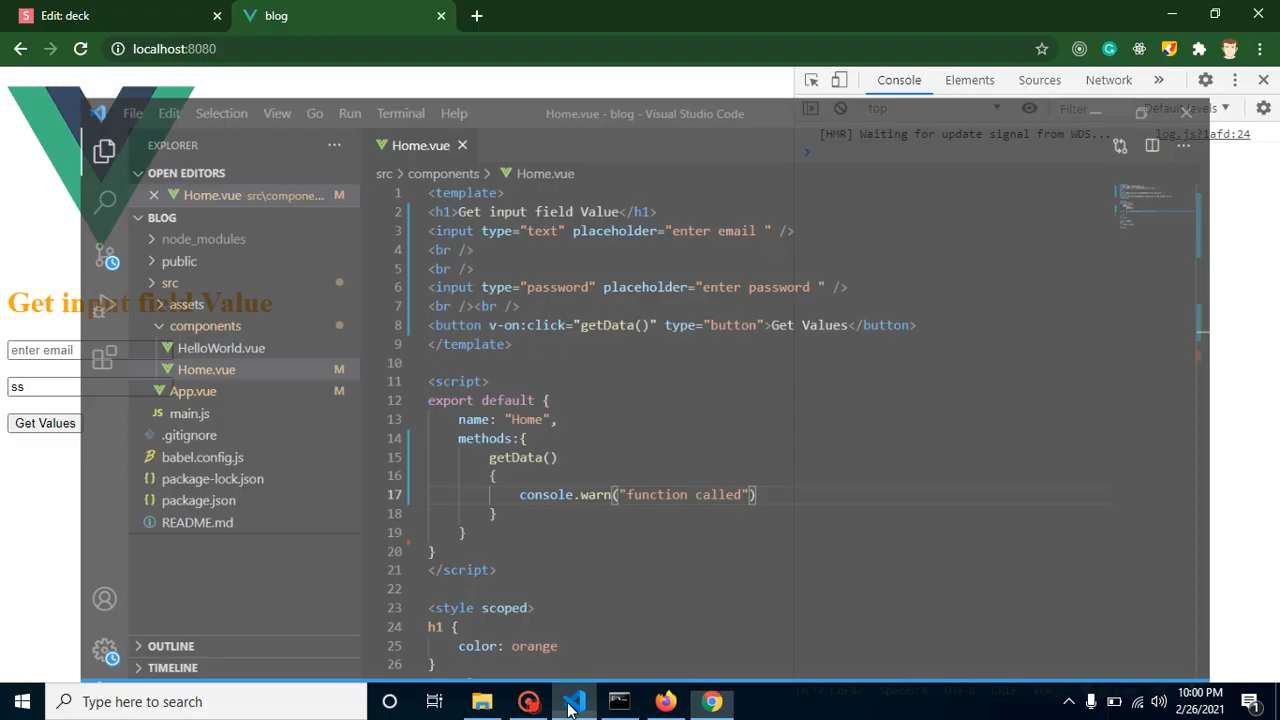 Edit: deck
blog
localhost:8080
Console Elements Sources Network
top Filter Default levels
[HMR] Waiting for update signal from WDS... log.js?1afd:24
File Edit Selection View Go Run Terminal Help Home.vue - blog - Visual Studio Code
EXPLORER
OPEN EDITORS
Home.vue src\compone... M
BLOG
node_modules
public
src
assets
components
HelloWorld.vue
Home.vue M
App.vue M
main.js
.gitignore
babel.config.js
package-lock.json
package.json
README.md
OUTLINE
TIMELINE
Get input field Value
enter email
ss
Get Values
Home.vue
src > components > Home.vue
1 <template>
2 <h1>Get input field Value</h1>
3 <input type="text" placeholder="enter email " />
4 <br />
5 <br />
6 <input type="password" placeholder="enter password " />
7 <br /><br />
8 <button v-on:click="getData()" type="button">Get Values</button>
9 </template>
10
11 <script>
12 export default {
13 name: "Home",
14 methods:{
15 getData()
16 {
17 console.warn("function called")
18 }
19 }
20 }
21 </script>
22
23 <style scoped>
24 h1 {
25 color: orange
26 }
Type here to search
10:00 PM
2/26/2021